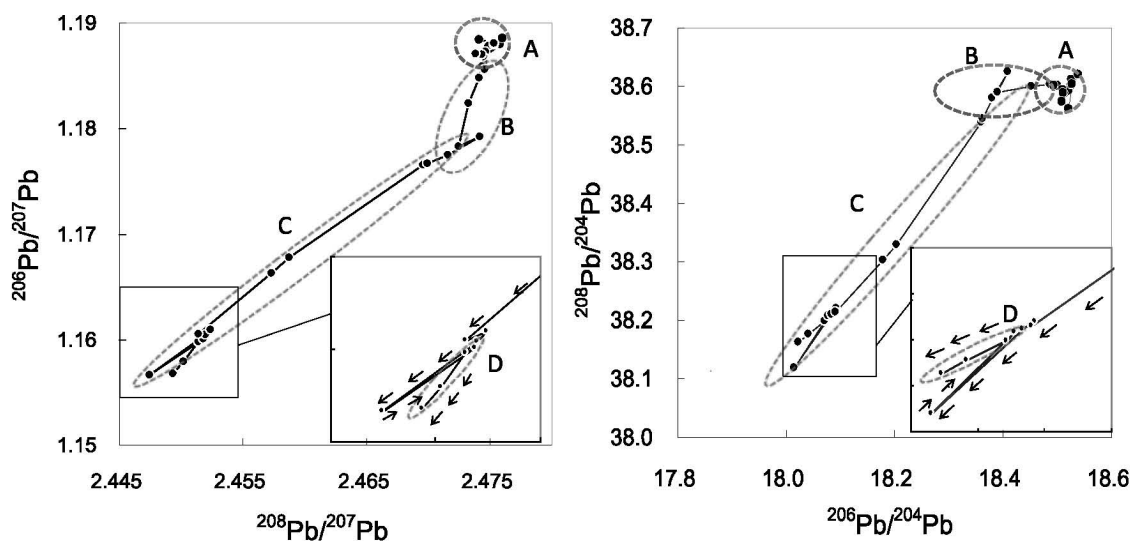 1.19
1.18
1.17
1.16
1.15
²⁰⁶Pb/²⁰⁷Pb
A
B
C
D
2.445
2.455
2.465
2.475
²⁰⁸Pb/²⁰⁷Pb
38.7
38.6
38.5
38.4
38.3
38.2
38.1
38.0
²⁰⁸Pb/²⁰⁴Pb
B
A
C
D
17.8
18.0
18.2
18.4
18.6
²⁰⁶Pb/²⁰⁴Pb